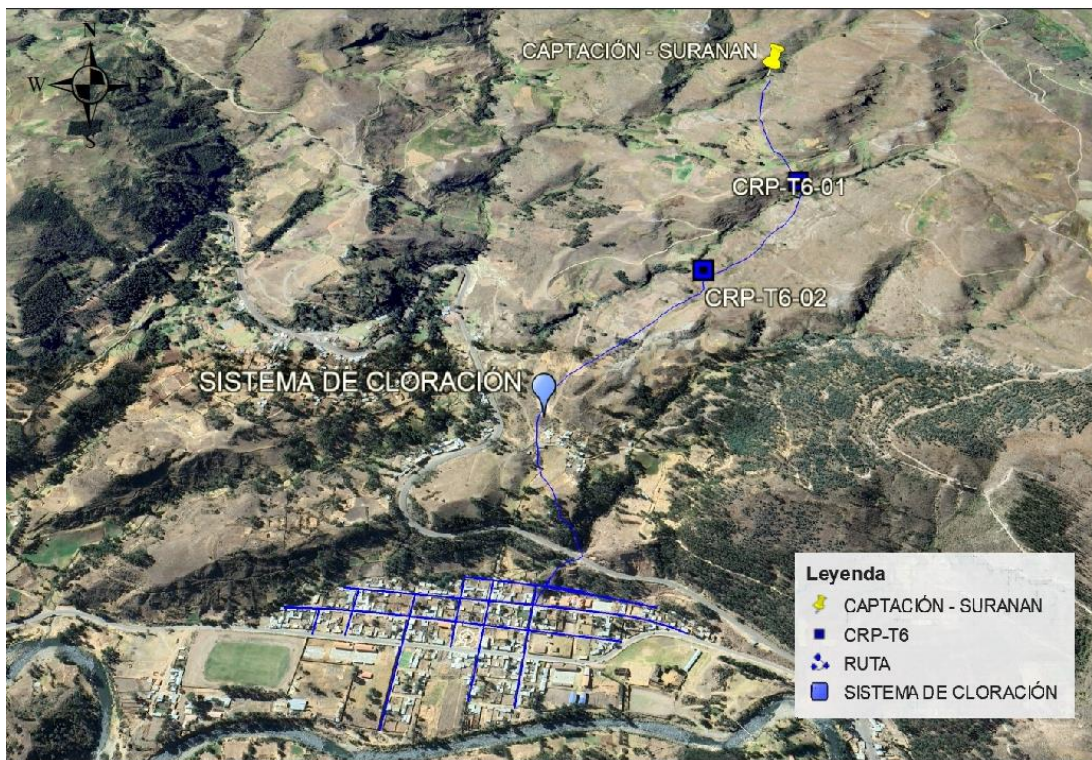 N
W
E
S
CAPTACIÓN - SURANAN
CRP-T6-01
CRP-T6-02
SISTEMA DE CLORACIÓN
Leyenda
CAPTACIÓN - SURANAN
CRP-T6
RUTA
SISTEMA DE CLORACIÓN